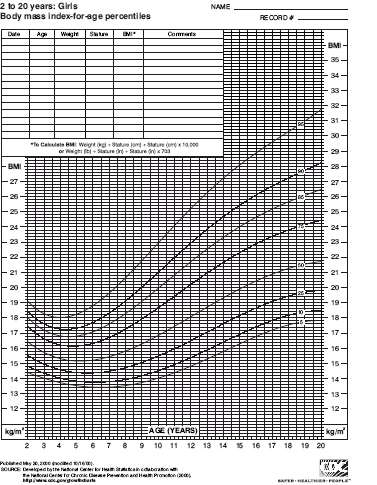 2 to 20 years: Girls
Body mass index-for-age percentiles
NAME
RECORD #
Date Age Weight Stature BMI* Comments
*To Calculate BMI: Weight (kg) ÷ Stature (cm) ÷ Stature (cm) x 10,000
or Weight (lb) ÷ Stature (in) ÷ Stature (in) x 703
BMI
35
34
33
32
31
30
29
28
27
26
25
24
23
22
21
20
19
18
17
16
15
14
13
12
kg/m²
BMI
27
26
25
24
23
22
21
20
19
18
17
16
15
14
13
12
kg/m²
95
90
85
75
50
25
10
5
AGE (YEARS)
2 3 4 5 6 7 8 9 10 11 12 13 14 15 16 17 18 19 20
Published May 30, 2000 (modified 10/16/00).
SOURCE: Developed by the National Center for Health Statistics in collaboration with
the National Center for Chronic Disease Prevention and Health Promotion (2000).
http://www.cdc.gov/growthcharts
CDC
SAFER • HEALTHIER • PEOPLE™